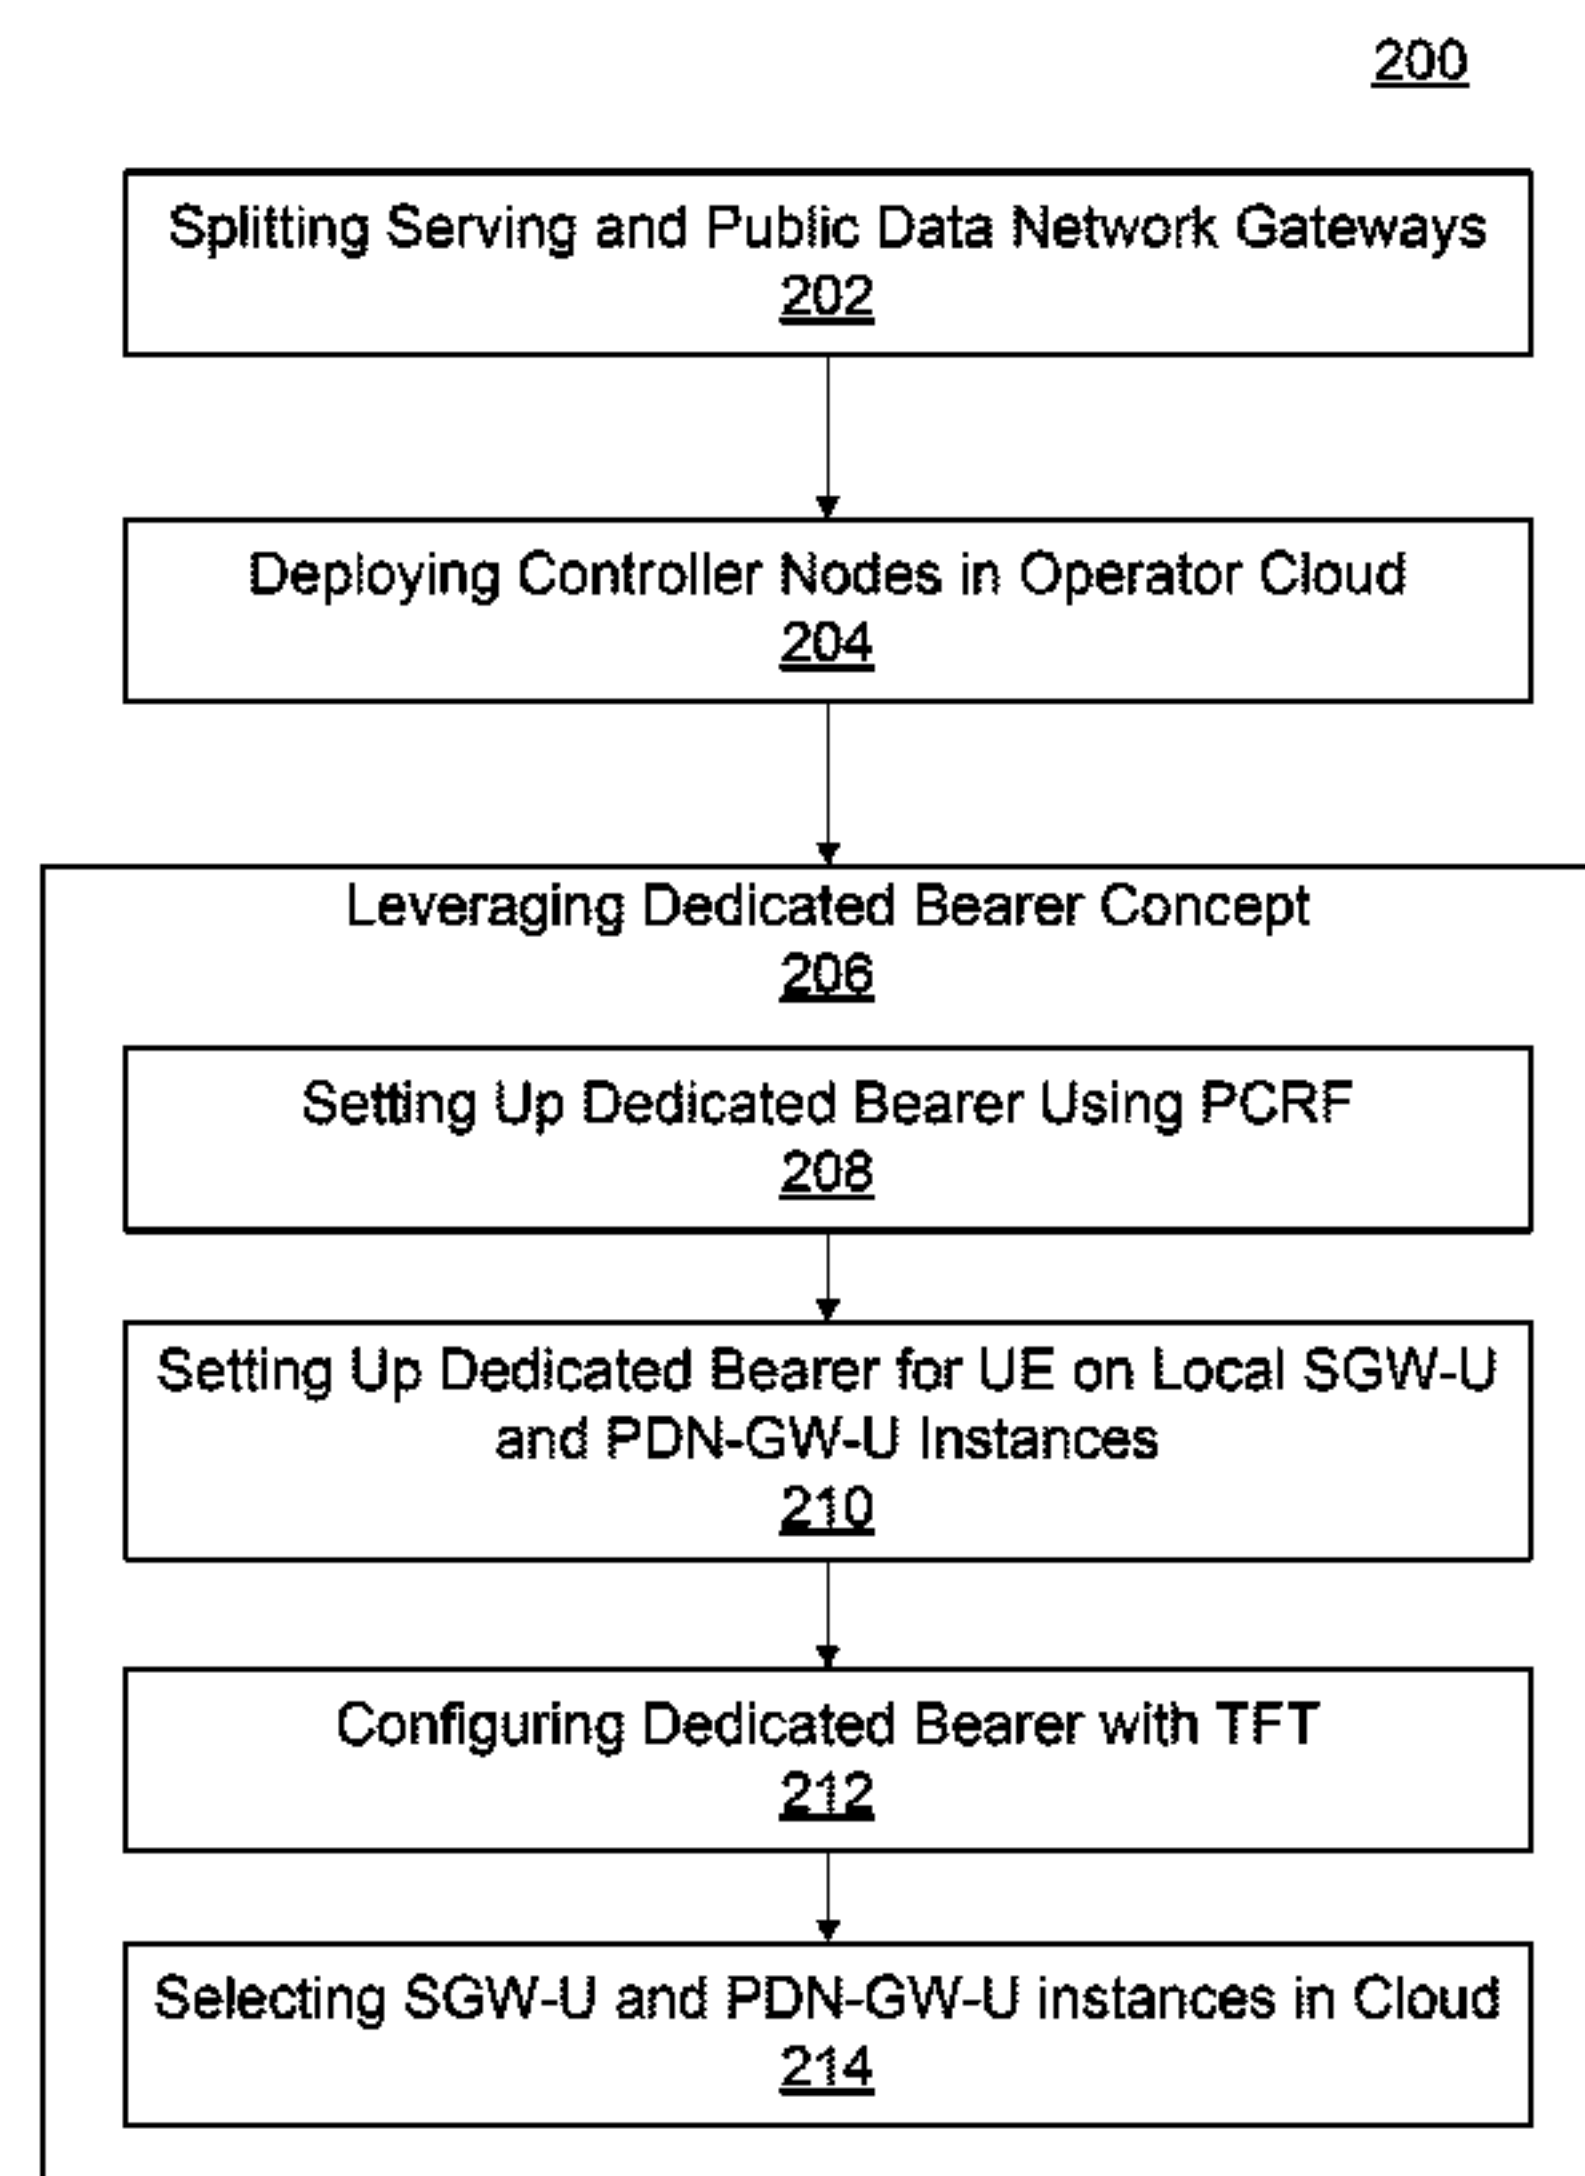 200
Splitting Serving and Public Data Network Gateways
202
Deploying Controller Nodes in Operator Cloud
204
Leveraging Dedicated Bearer Concept
206
Setting Up Dedicated Bearer Using PCRF
208
Setting Up Dedicated Bearer for UE on Local SGW-U
and PDN-GW-U Instances
210
Configuring Dedicated Bearer with TFT
212
Selecting SGW-U and PDN-GW-U instances in Cloud
214